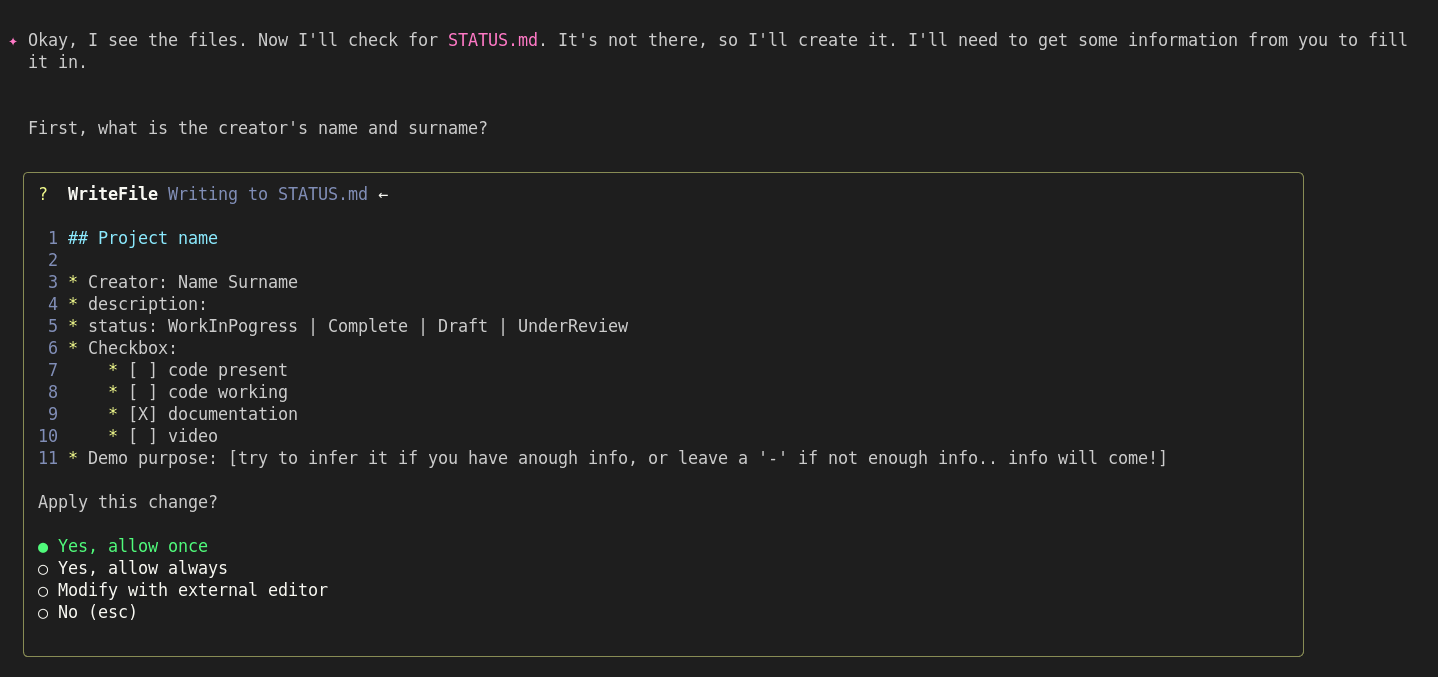 ✦ Okay, I see the files. Now I'll check for STATUS.md. It's not there, so I'll create it. I'll need to get some information from you to fill
it in.
First, what is the creator's name and surname?
? WriteFile Writing to STATUS.md ←
1 ## Project name
2
3 * Creator: Name Surname
4 * description:
5 * status: WorkInPogress | Complete | Draft | UnderReview
6 * Checkbox:
7     * [ ] code present
8     * [ ] code working
9     * [X] documentation
10     * [ ] video
11 * Demo purpose: [try to infer it if you have anough info, or leave a '-' if not enough info.. info will come!]
Apply this change?
● Yes, allow once
○ Yes, allow always
○ Modify with external editor
○ No (esc)